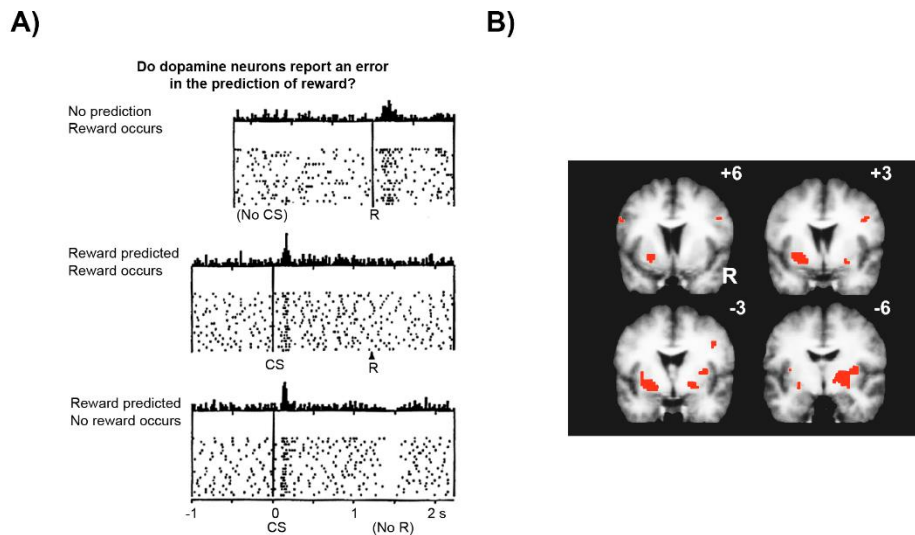 A)
Do dopamine neurons report an error
in the prediction of reward?
No prediction
Reward occurs
(No CS)
R
Reward predicted
Reward occurs
CS
R
Reward predicted
No reward occurs
-1
0
1
2 s
CS
(No R)
B)
+6
+3
R
-3
-6